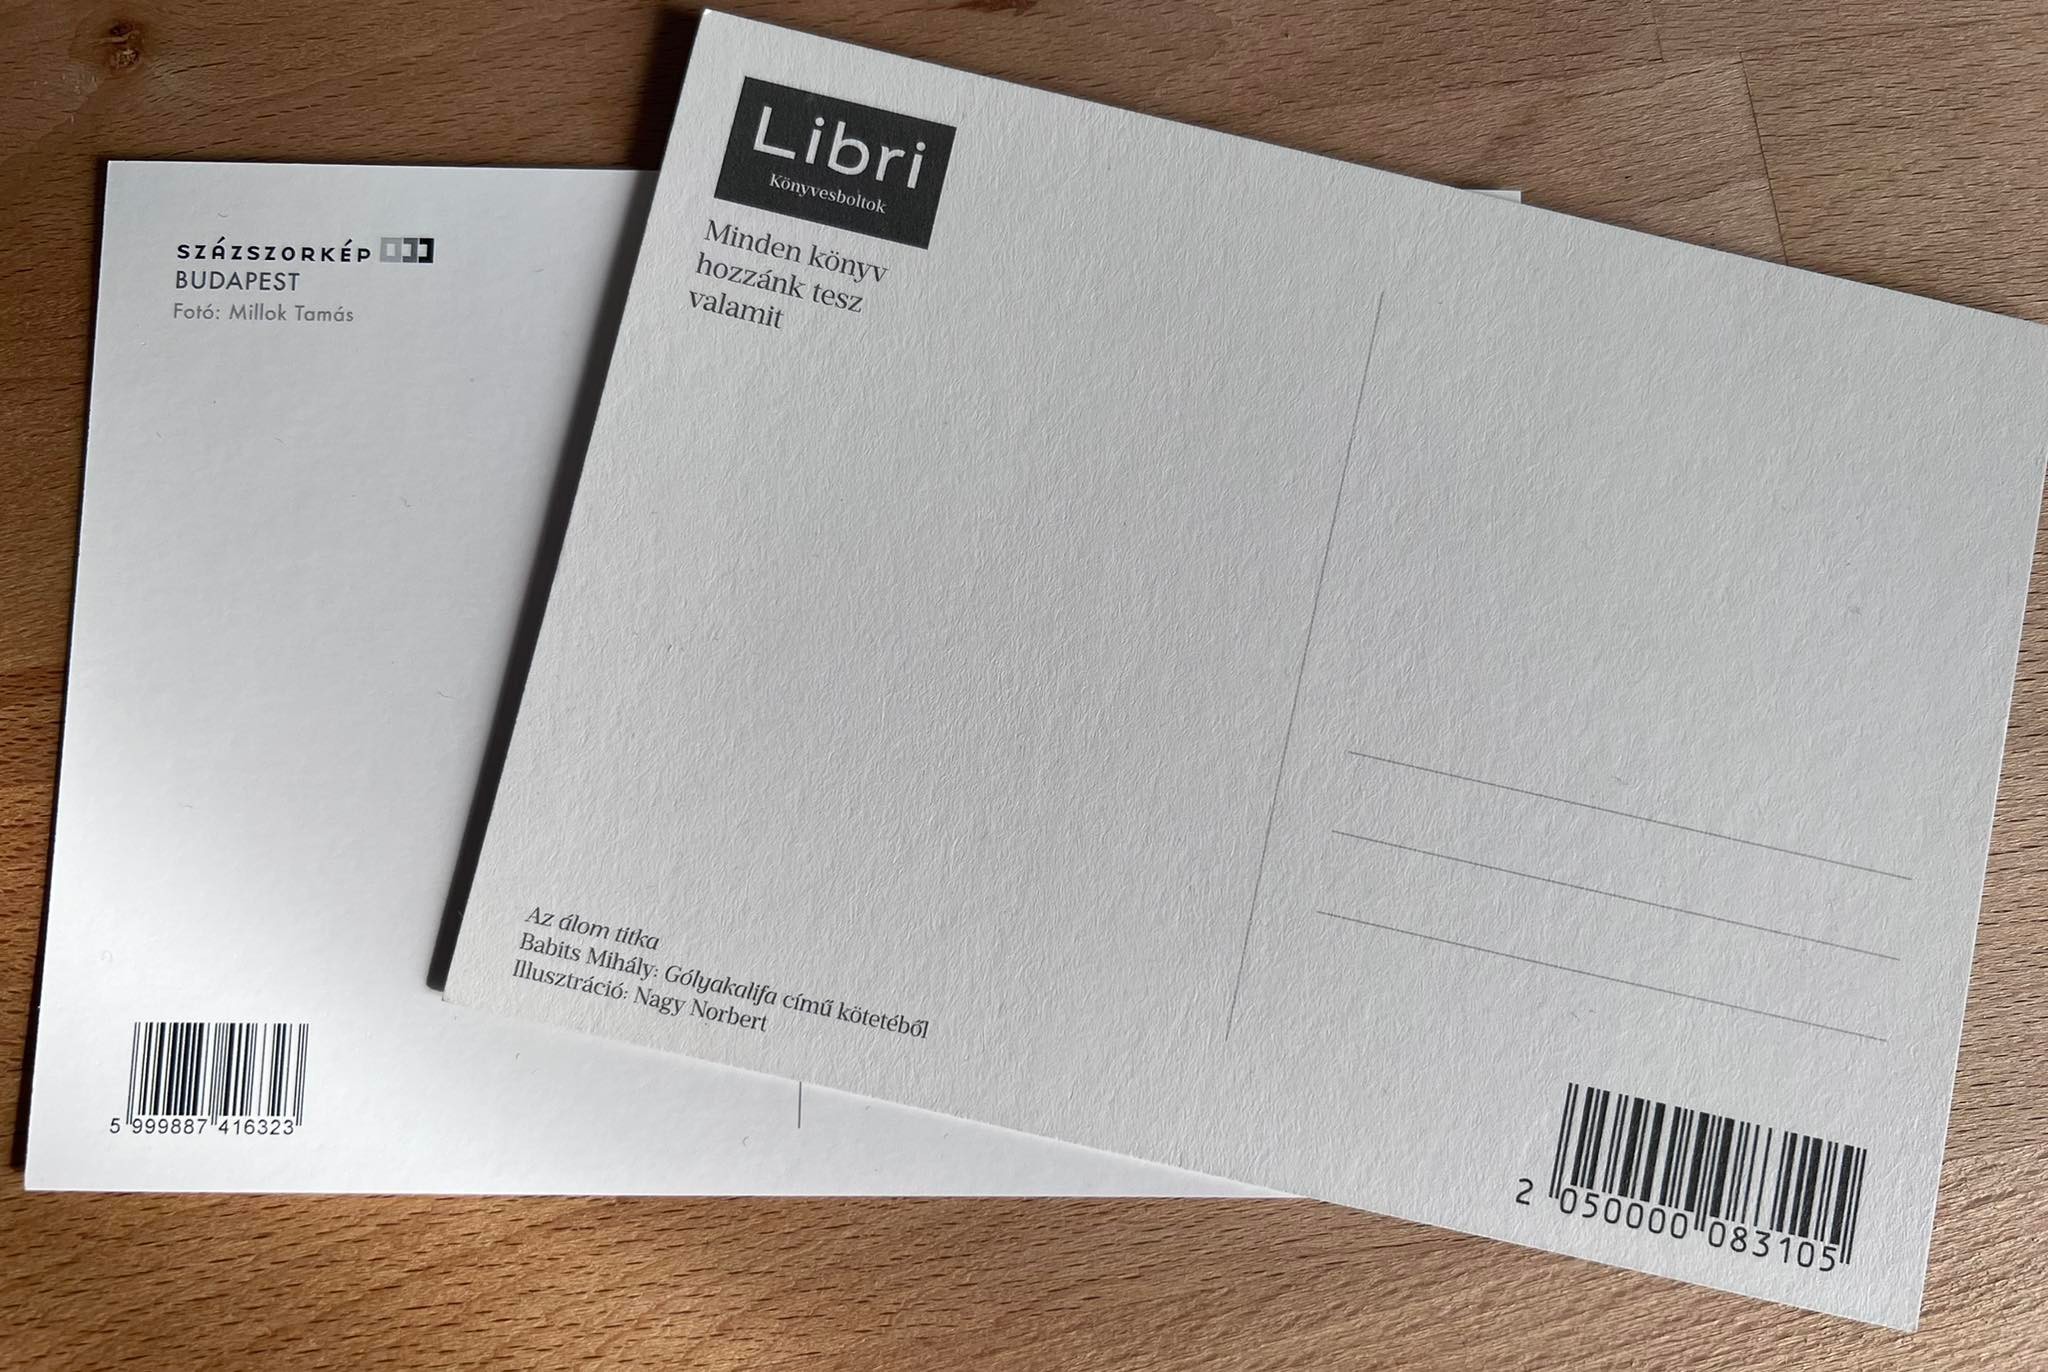 SZÁZSZORKÉP
BUDAPEST
Fotó: Millok Tamás
5 999887 416323
Libri
Könyvesboltok
Minden könyv
hozzánk tesz
valamit
Az álom titka
Babits Mihály: Gólyakalifa című kötetéből
Illusztráció: Nagy Norbert
2 050000 083105